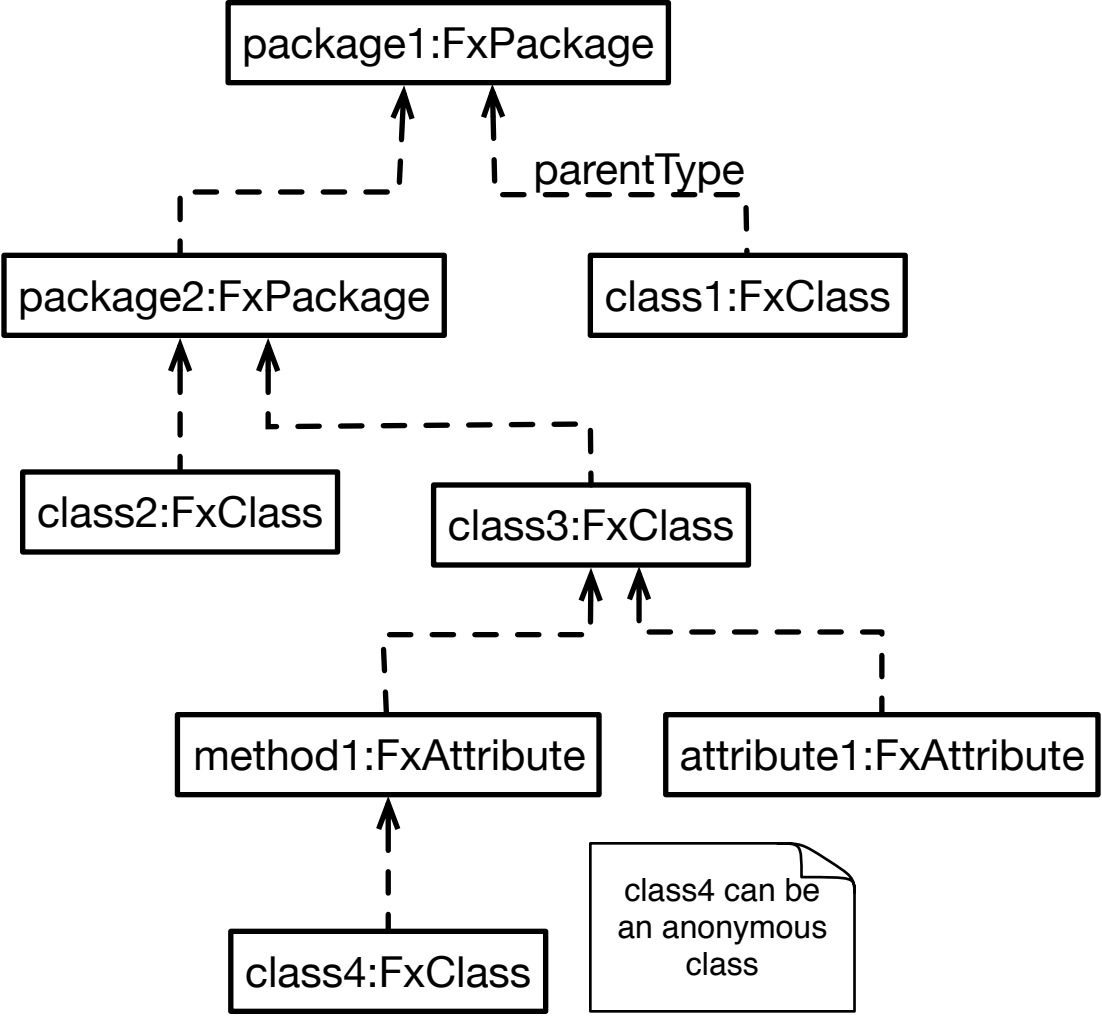 package1:FxPackage
parentType
package2:FxPackage
class1:FxClass
class2:FxClass
class3:FxClass
method1:FxAttribute
attribute1:FxAttribute
class4:FxClass
class4 can be
an anonymous
class